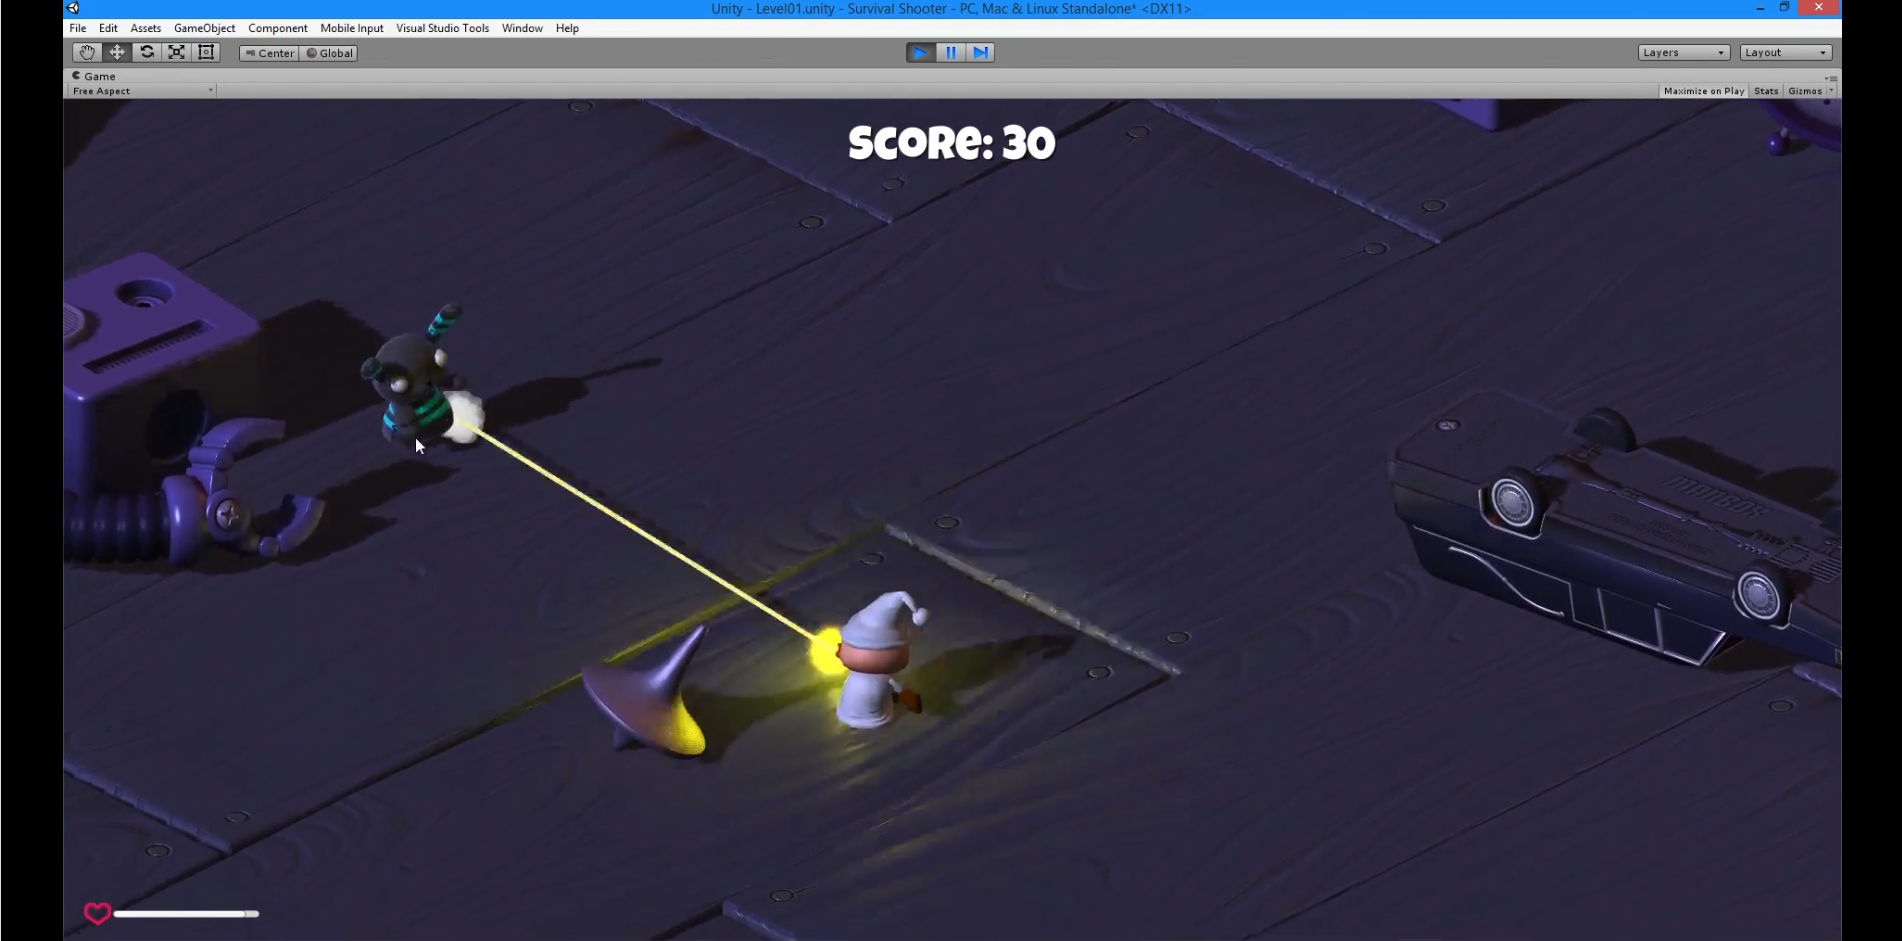 Unity - Level01.unity - Survival Shooter - PC, Mac & Linux Standalone* <DX11>
File Edit Assets GameObject Component Mobile Input Visual Studio Tools Window Help
Center Global Layers Layout
Game
Free Aspect Maximize on Play Stats Gizmos
SCORE: 30
MANBOX